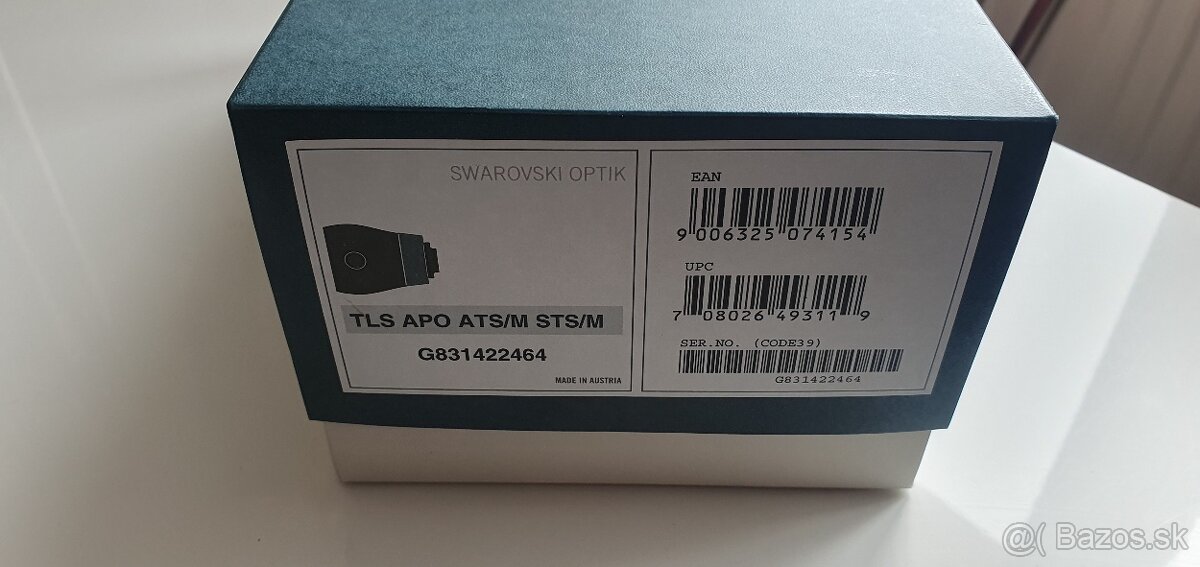 SWAROVSKI OPTIK
TLS APO ATS/M STS/M
G831422464
MADE IN AUSTRIA
EAN
9 006325 074154
UPC
7 08026 49311 9
SER.NO. (CODE39)
G831422464
@( Bazos.sk